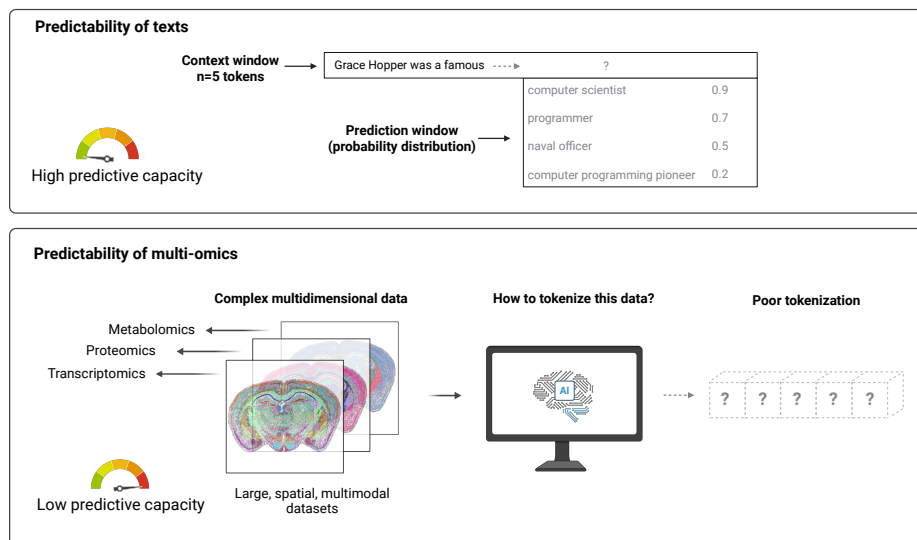 Predictability of texts
Context window
n=5 tokens
Grace Hopper was a famous
?
computer scientist 0.9
programmer 0.7
Prediction window
(probability distribution)
naval officer 0.5
computer programming pioneer 0.2
High predictive capacity
Predictability of multi-omics
Complex multidimensional data
How to tokenize this data?
Poor tokenization
Metabolomics
Proteomics
Transcriptomics
AI
? ? ? ? ?
Low predictive capacity
Large, spatial, multimodal
datasets